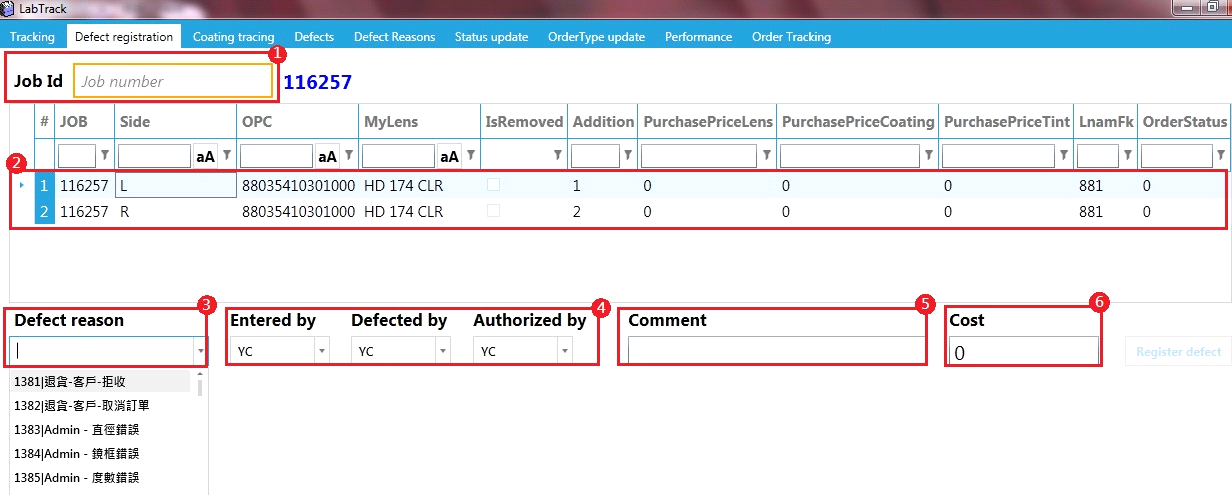 LabTrack
Tracking Defect registration Coating tracing Defects Defect Reasons Status update OrderType update Performance Order Tracking
1
Job Id Job number 116257
# JOB Side OPC MyLens IsRemoved Addition PurchasePriceLens PurchasePriceCoating PurchasePriceTint LnamFk OrderStatus
aA aA aA
2
1 116257 L 88035410301000 HD 174 CLR 1 0 0 0 881 0
2 116257 R 88035410301000 HD 174 CLR 2 0 0 0 881 0
3 4 5 6
Defect reason Entered by Defected by Authorized by Comment Cost
YC YC YC 0 Register defect
1381|退貨-客戶-拒收
1382|退貨-客戶-取消訂單
1383|Admin - 直徑錯誤
1384|Admin - 鏡框錯誤
1385|Admin - 度數錯誤